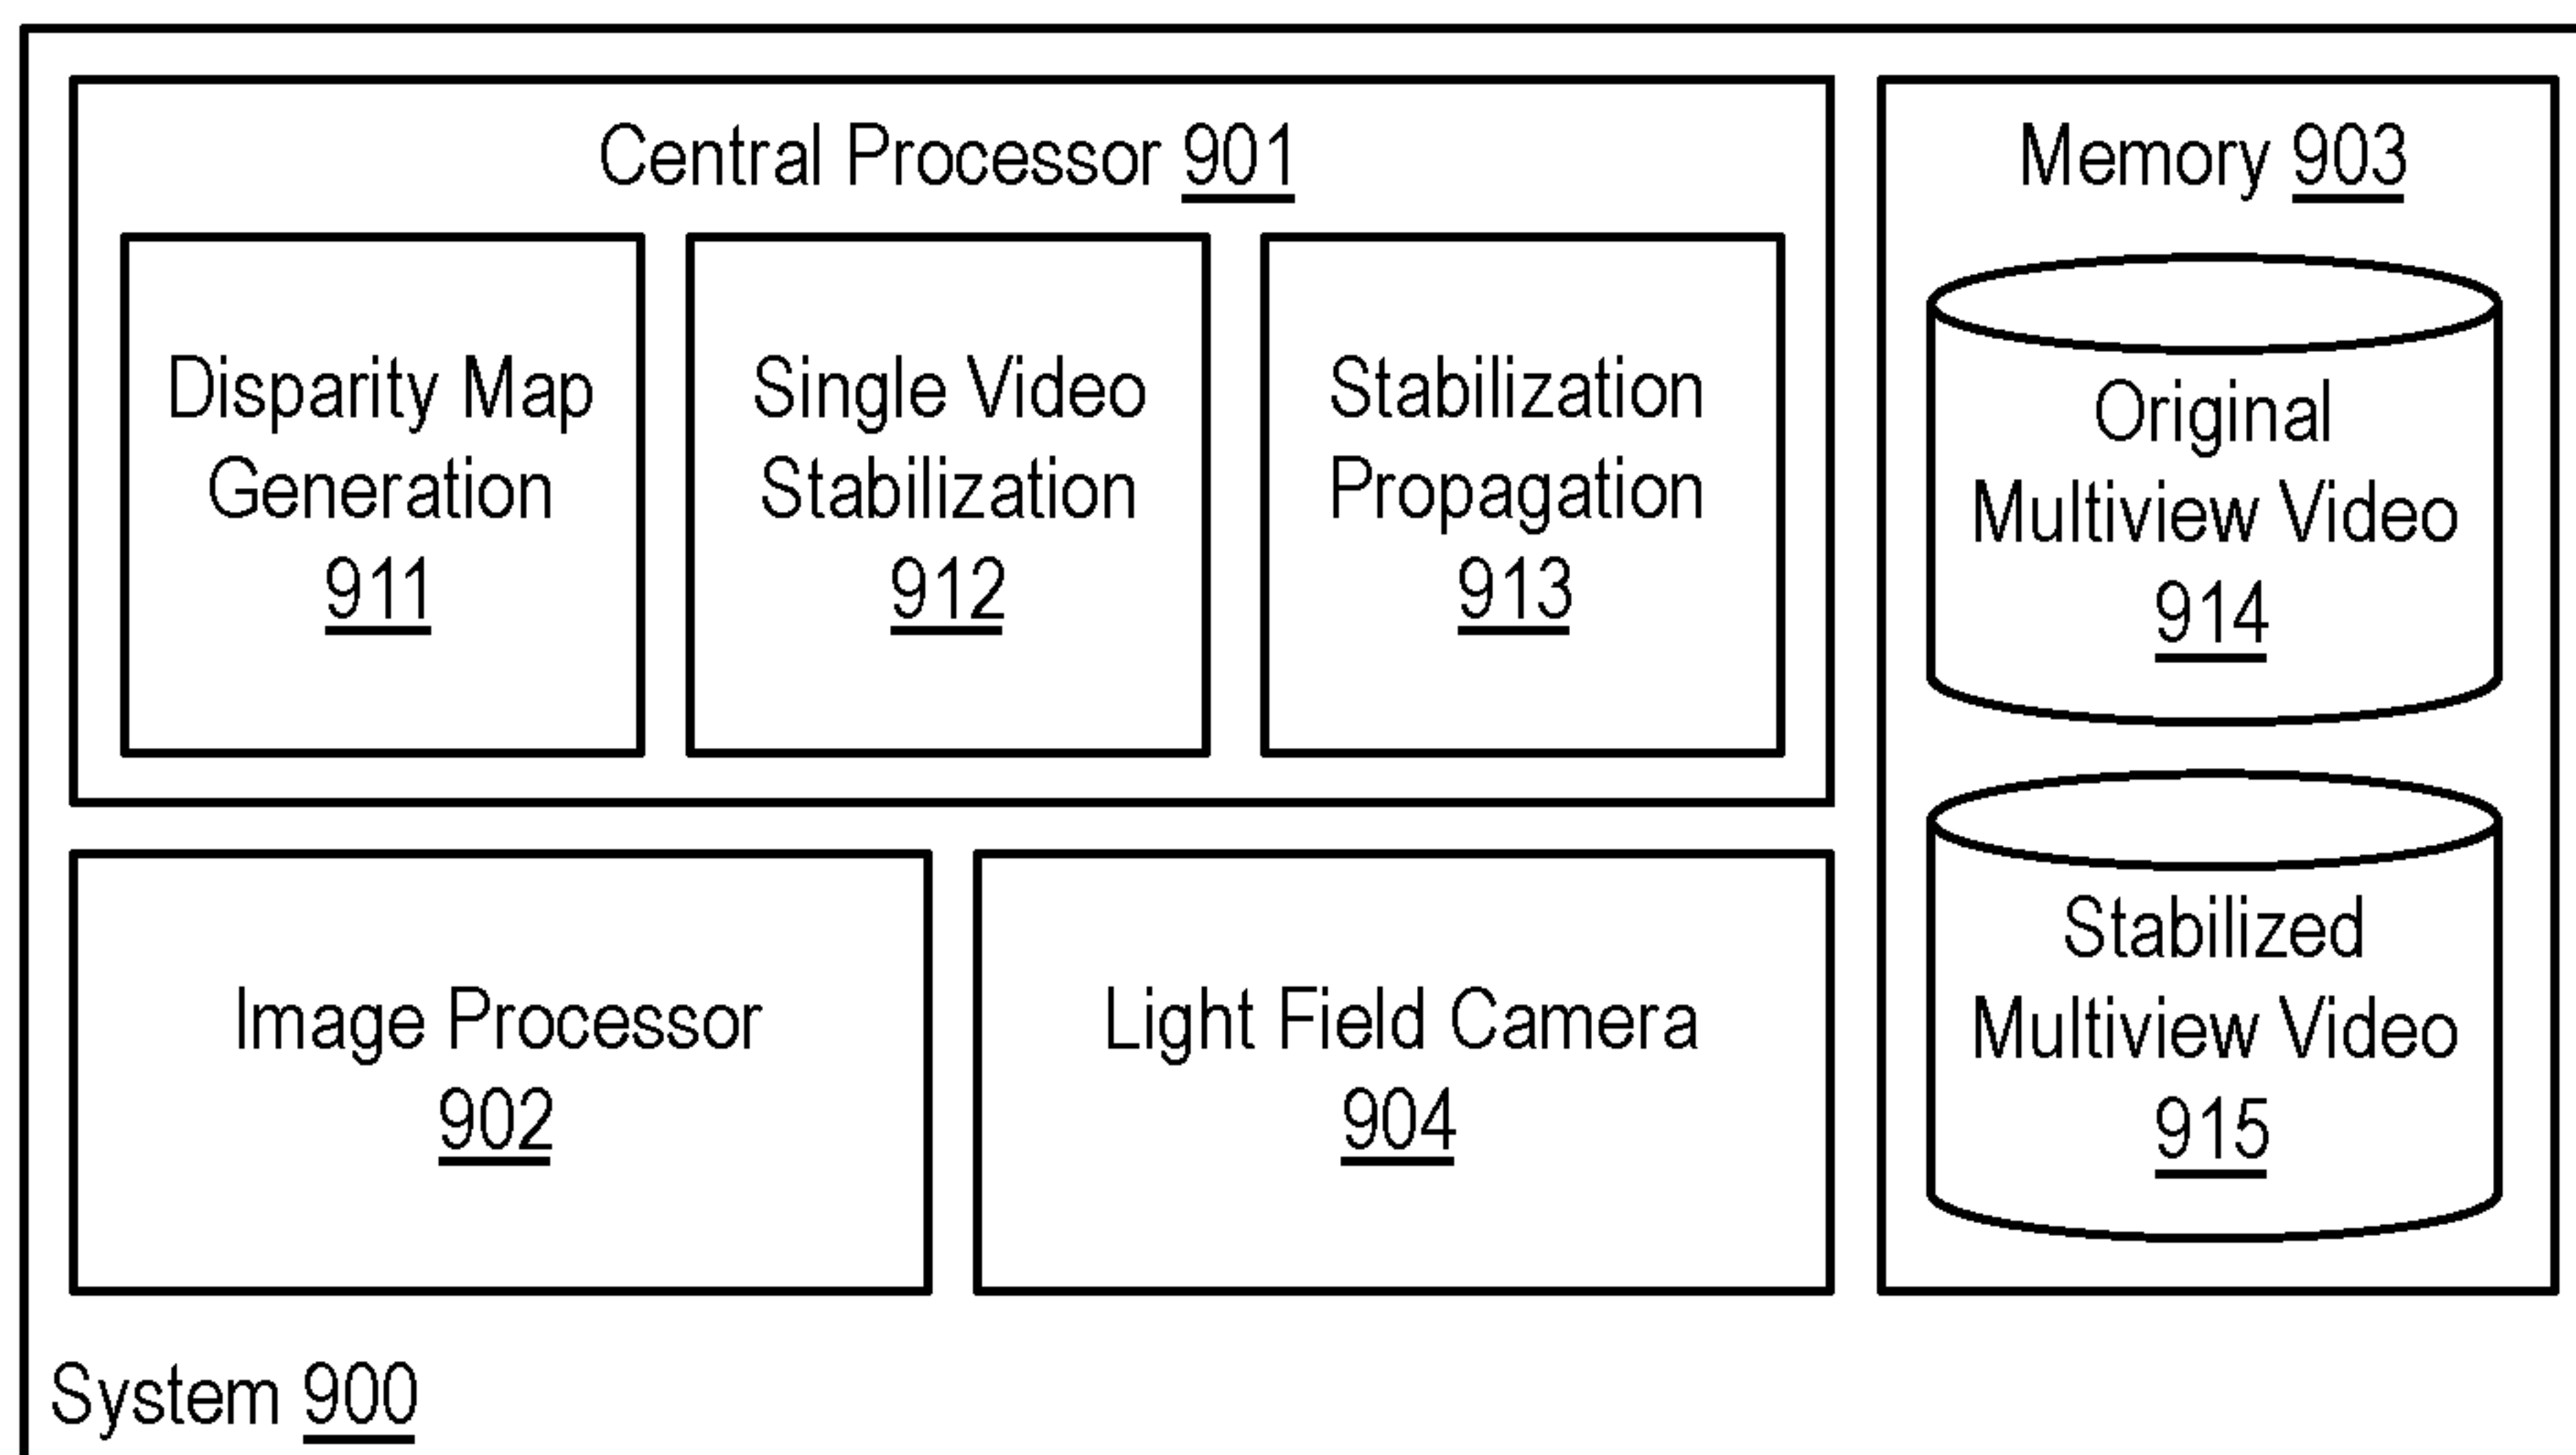 Central Processor 901
Disparity Map
Generation
911
Single Video
Stabilization
912
Stabilization
Propagation
913
Memory 903
Original
Multiview Video
914
Stabilized
Multiview Video
915
Image Processor
902
Light Field Camera
904
System 900